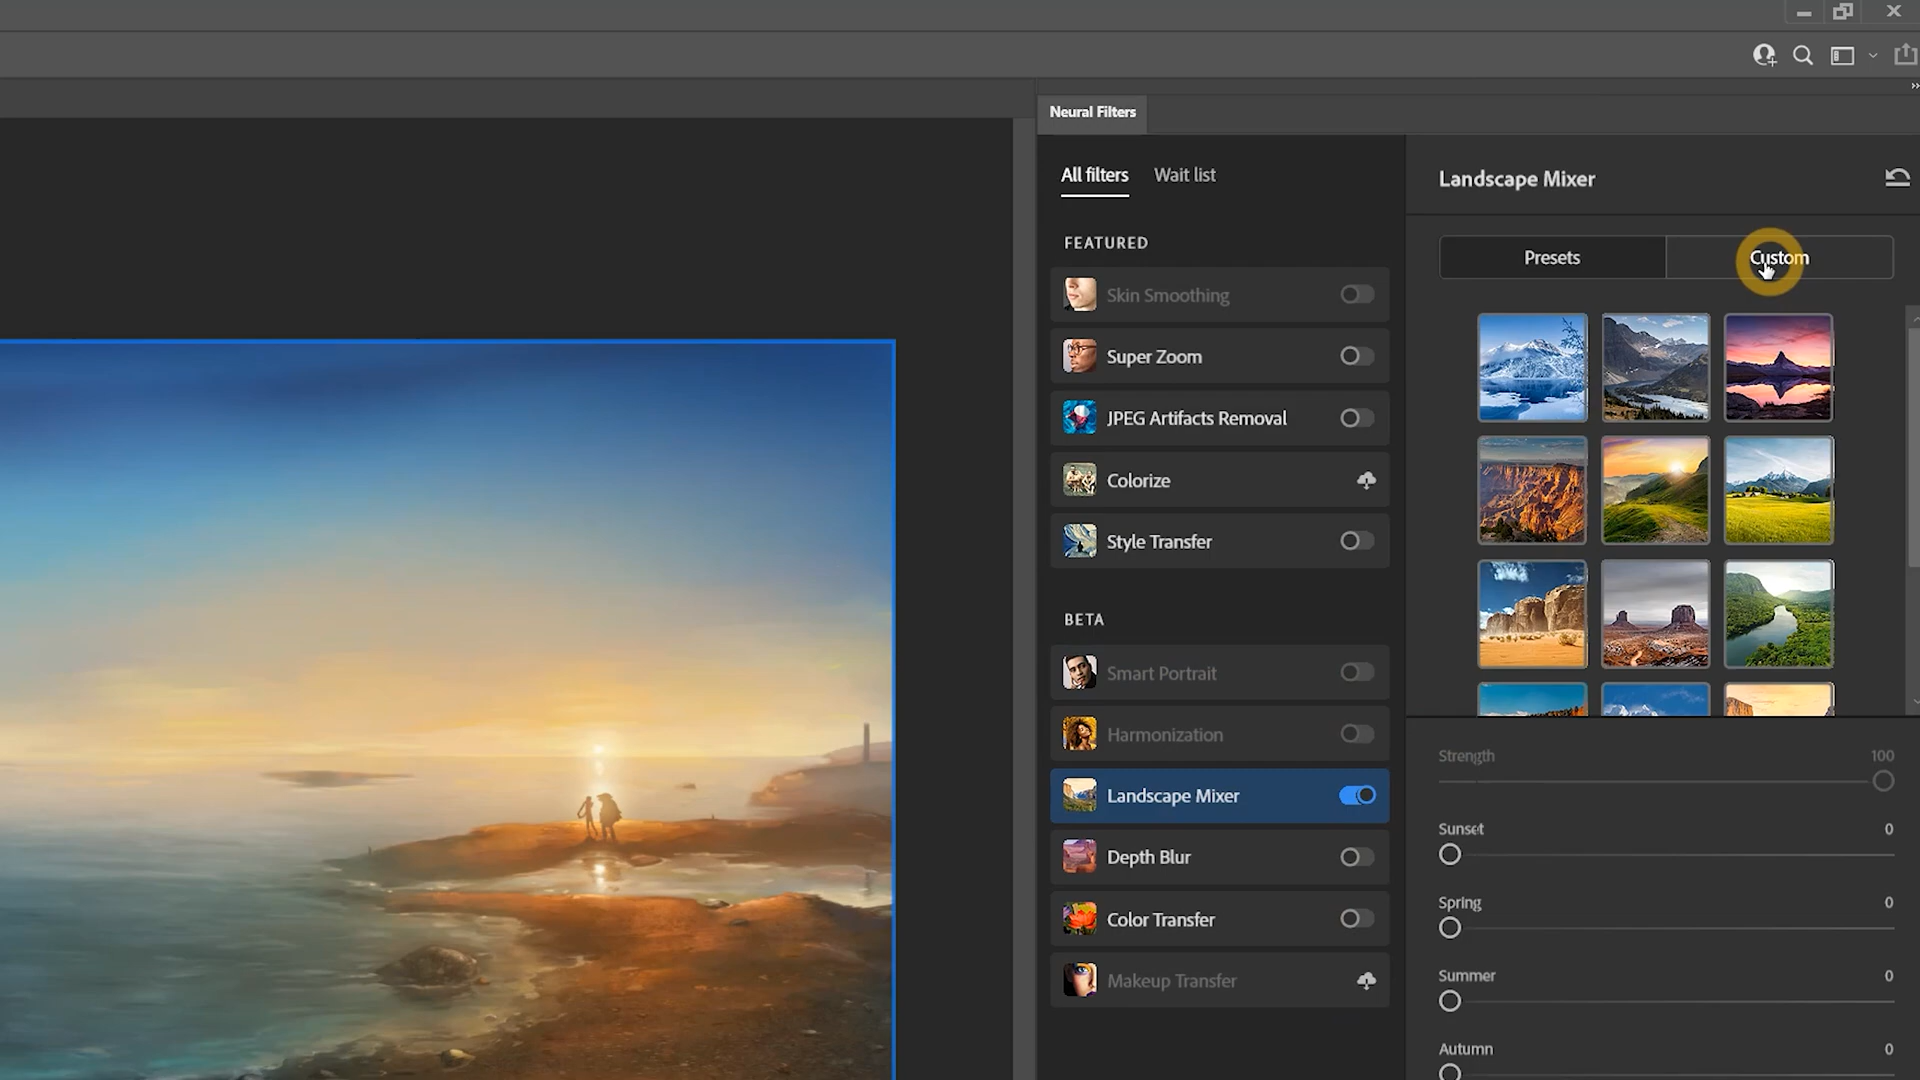 Neural Filters
All filters
Wait list
FEATURED
Skin Smoothing
Super Zoom
JPEG Artifacts Removal
Colorize
Style Transfer
BETA
Smart Portrait
Harmonization
Landscape Mixer
Depth Blur
Color Transfer
Makeup Transfer
Landscape Mixer
Presets
Custom
Strength 100
Sunset 0
Spring 0
Summer 0
Autumn 0